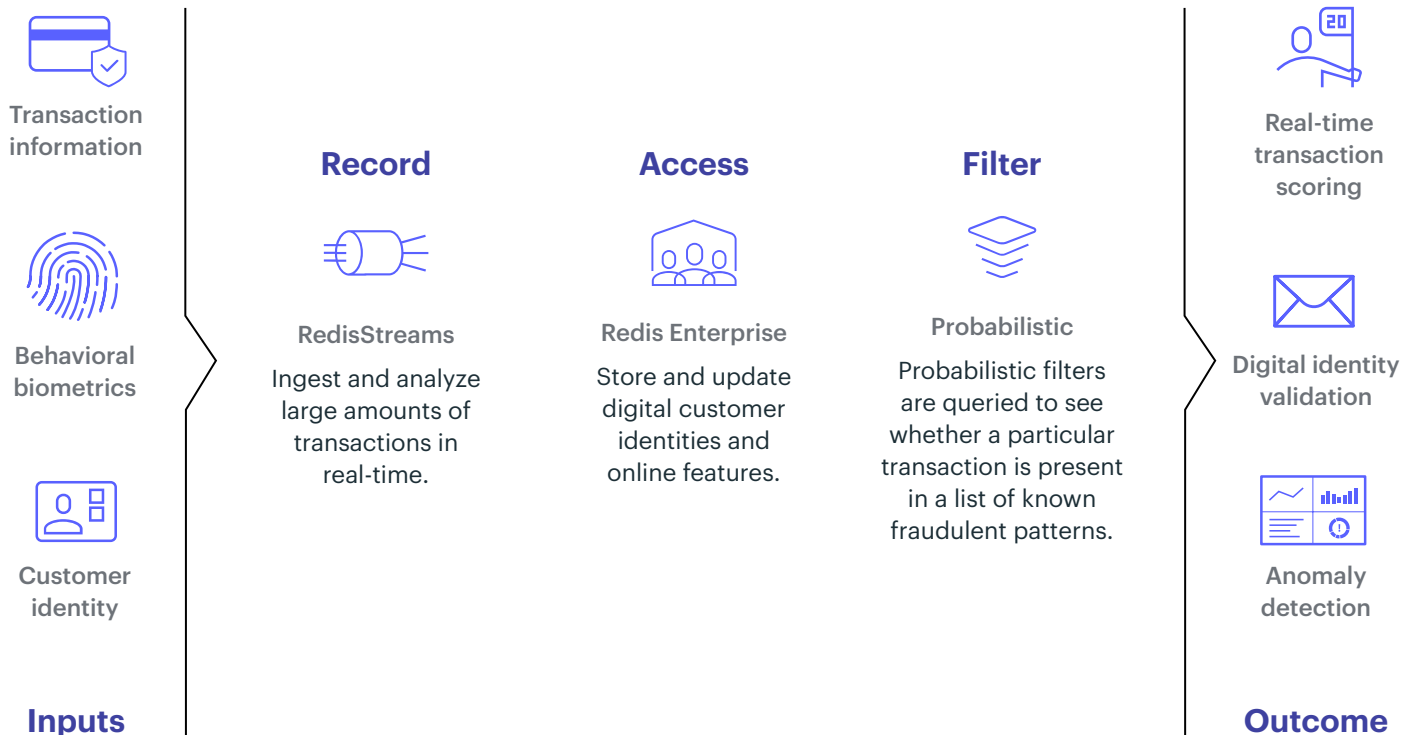 Transaction
information
Behavioral
biometrics
Customer
identity
Inputs
Record
RedisStreams
Ingest and analyze
large amounts of
transactions in
real-time.
Access
Redis Enterprise
Store and update
digital customer
identities and
online features.
Filter
Probabilistic
Probabilistic filters
are queried to see
whether a particular
transaction is present
in a list of known
fraudulent patterns.
20
Real-time
transaction
scoring
Digital identity
validation
Anomaly
detection
Outcome